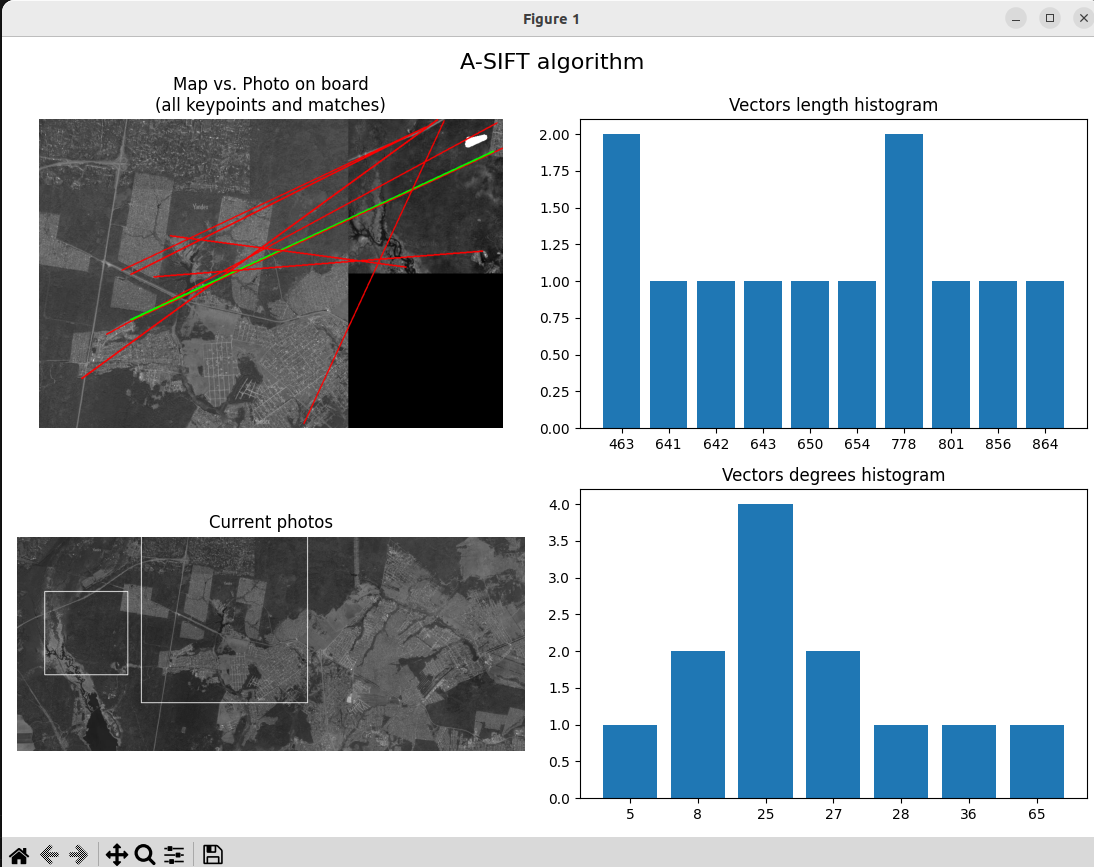 Figure 1
A-SIFT algorithm
Map vs. Photo on board
(all keypoints and matches)
Yandex
Vectors length histogram
2.00
1.75
1.50
1.25
1.00
0.75
0.50
0.25
0.00
463 641 642 643 650 654 778 801 856 864
Current photos
Vectors degrees histogram
4.0
3.5
3.0
2.5
2.0
1.5
1.0
0.5
0.0
5 8 25 27 28 36 65